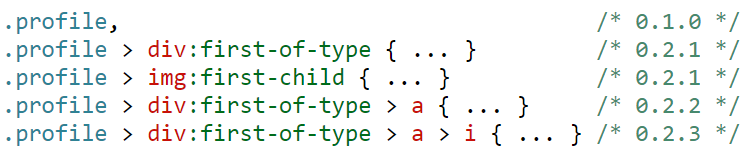 .profile, /* 0.1.0 */
.profile > div:first-of-type { ... } /* 0.2.1 */
.profile > img:first-child { ... } /* 0.2.1 */
.profile > div:first-of-type > a { ... } /* 0.2.2 */
.profile > div:first-of-type > a > i { ... } /* 0.2.3 */